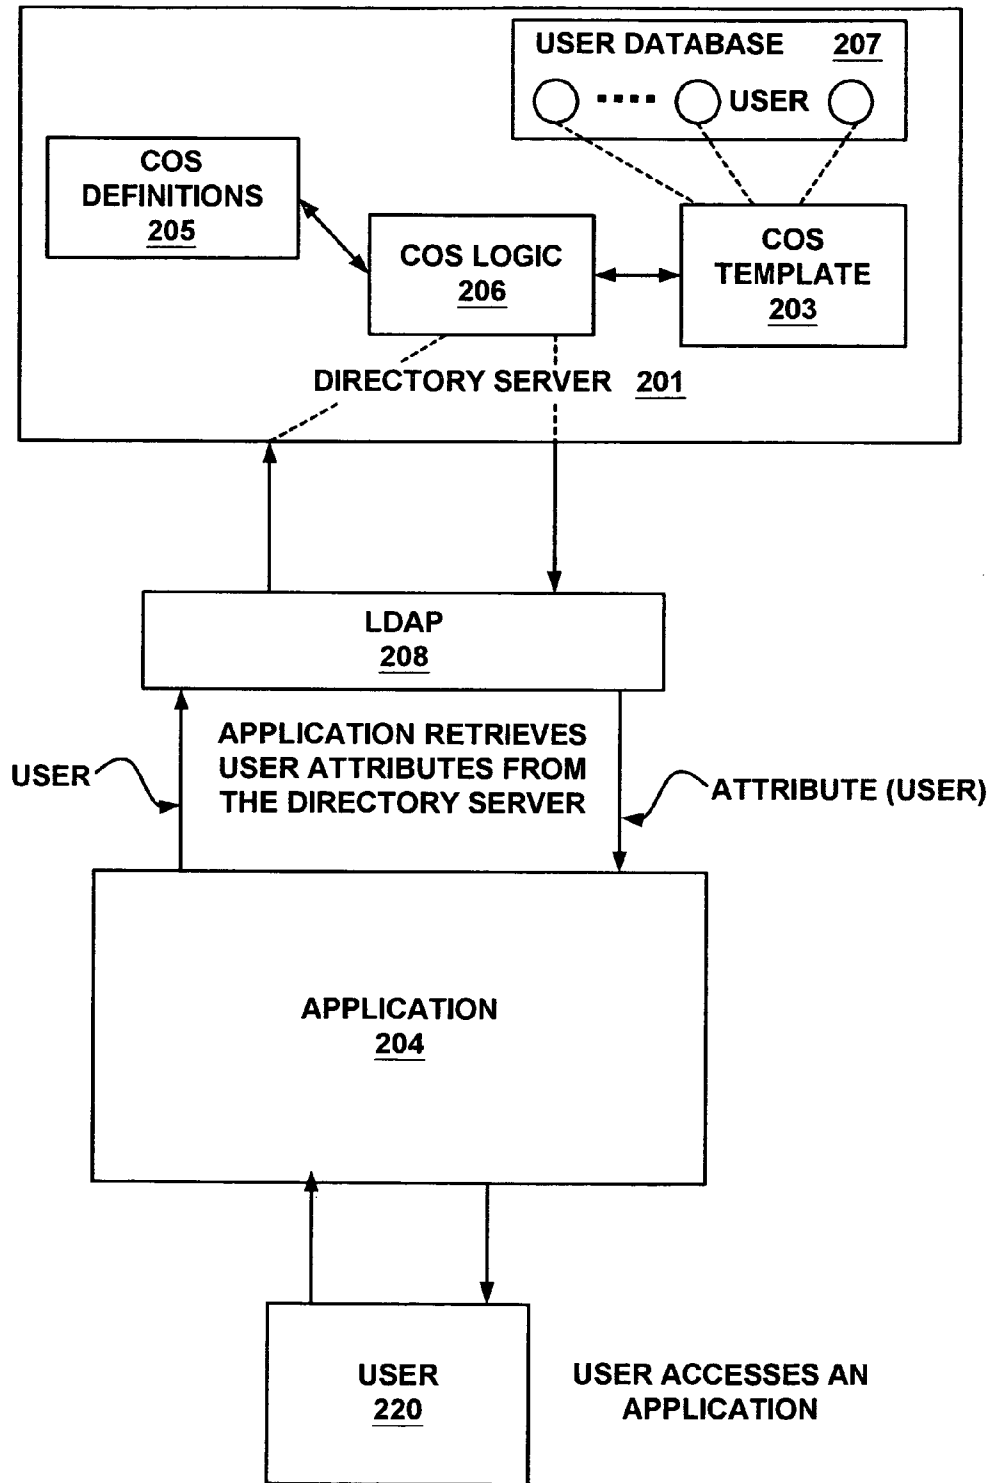 USER DATABASE 207
USER
COS
DEFINITIONS
205
COS LOGIC
206
COS
TEMPLATE
203
DIRECTORY SERVER 201
LDAP
208
APPLICATION RETRIEVES
USER ATTRIBUTES FROM
THE DIRECTORY SERVER
USER
ATTRIBUTE (USER)
APPLICATION
204
USER
220
USER ACCESSES AN
APPLICATION